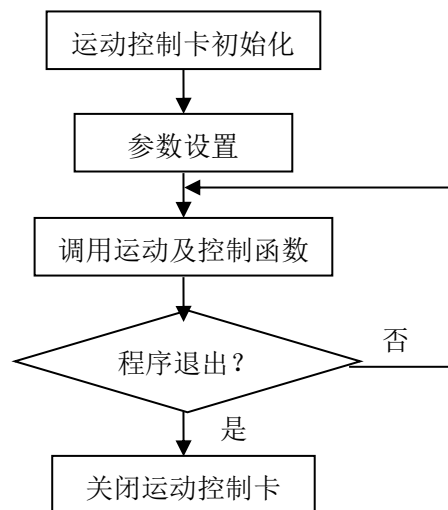 运动控制卡初始化
参数设置
调用运动及控制函数
程序退出？
否
是
关闭运动控制卡